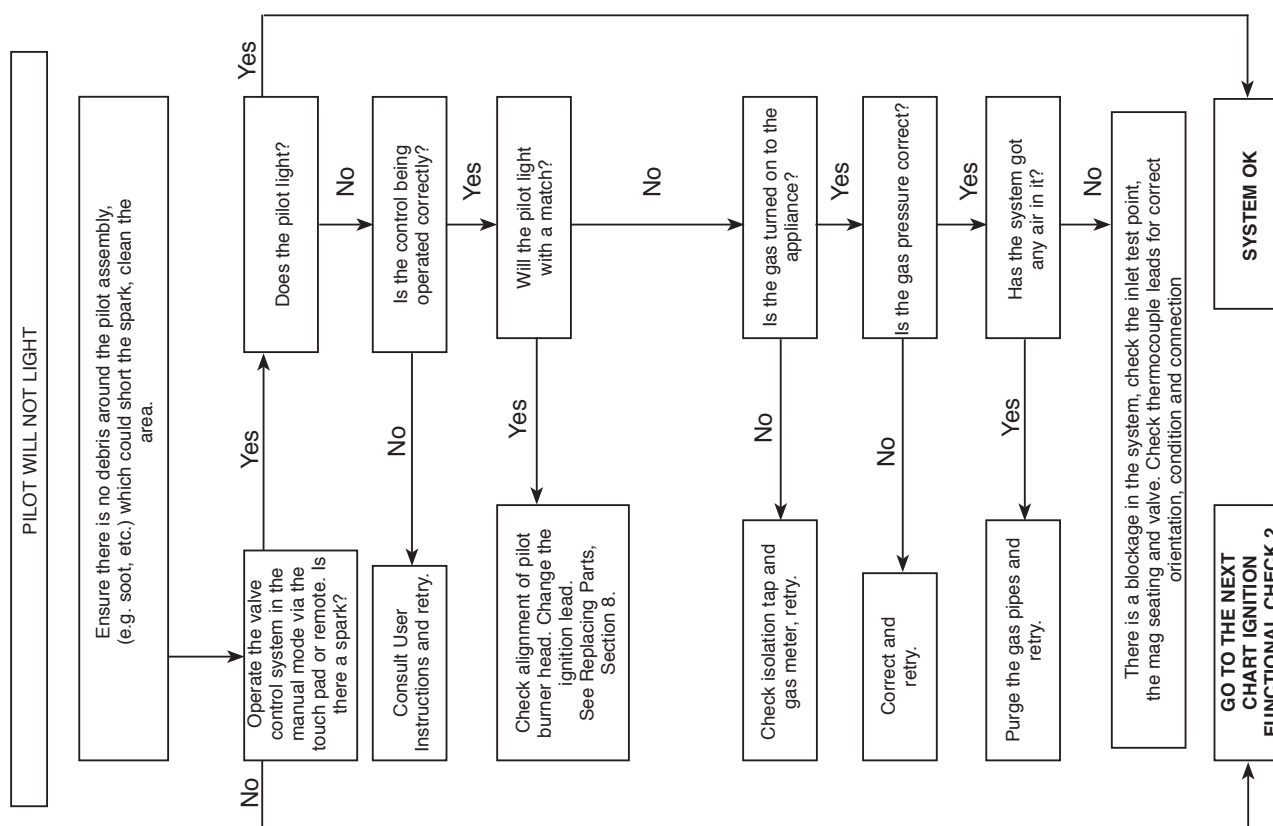 PILOT WILL NOT LIGHT
Ensure there is no debris around the pilot assembly,
(e.g. soot, etc.) which could short the spark, clean the
area.
Operate the valve
control system in the
manual mode via the
touch pad or remote. Is
there a spark?
Yes
No
Does the pilot light?
Yes
No
Is the control being
operated correctly?
No
Yes
Consult User
Instructions and retry.
Will the pilot light
with a match?
Yes
No
Check alignment of pilot
burner head. Change the
ignition lead.
See Replacing Parts,
Section 8.
Is the gas turned on to the
appliance?
No
Yes
Check isolation tap and
gas meter, retry.
Is the gas pressure correct?
No
Yes
Correct and
retry.
Has the system got
any air in it?
Yes
No
Purge the gas pipes and
retry.
There is a blockage in the system, check the inlet test point,
the mag seating and valve. Check thermocouple leads for correct
orientation, condition and connection
GO TO THE NEXT
CHART IGNITION
FUNCTIONAL CHECK 2
SYSTEM OK